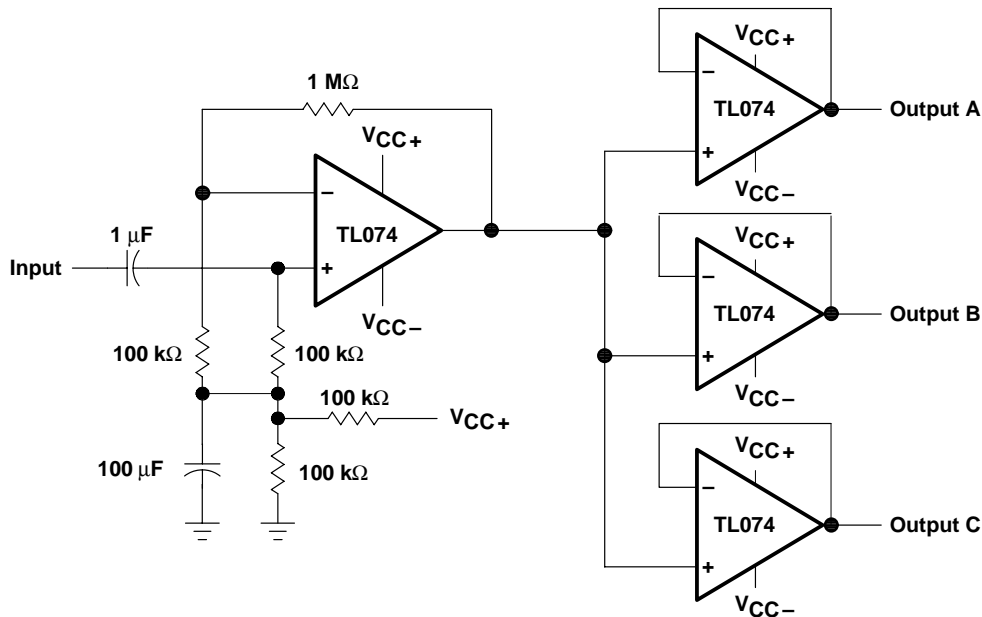 VCC+
−
TL074
Output A
+
VCC−
1 MΩ
VCC+
−
TL074
+
VCC−
1 μF
Input
100 kΩ
100 kΩ
100 kΩ
VCC+
100 μF
100 kΩ
VCC+
−
TL074
Output B
+
VCC−
VCC+
−
TL074
Output C
+
VCC−